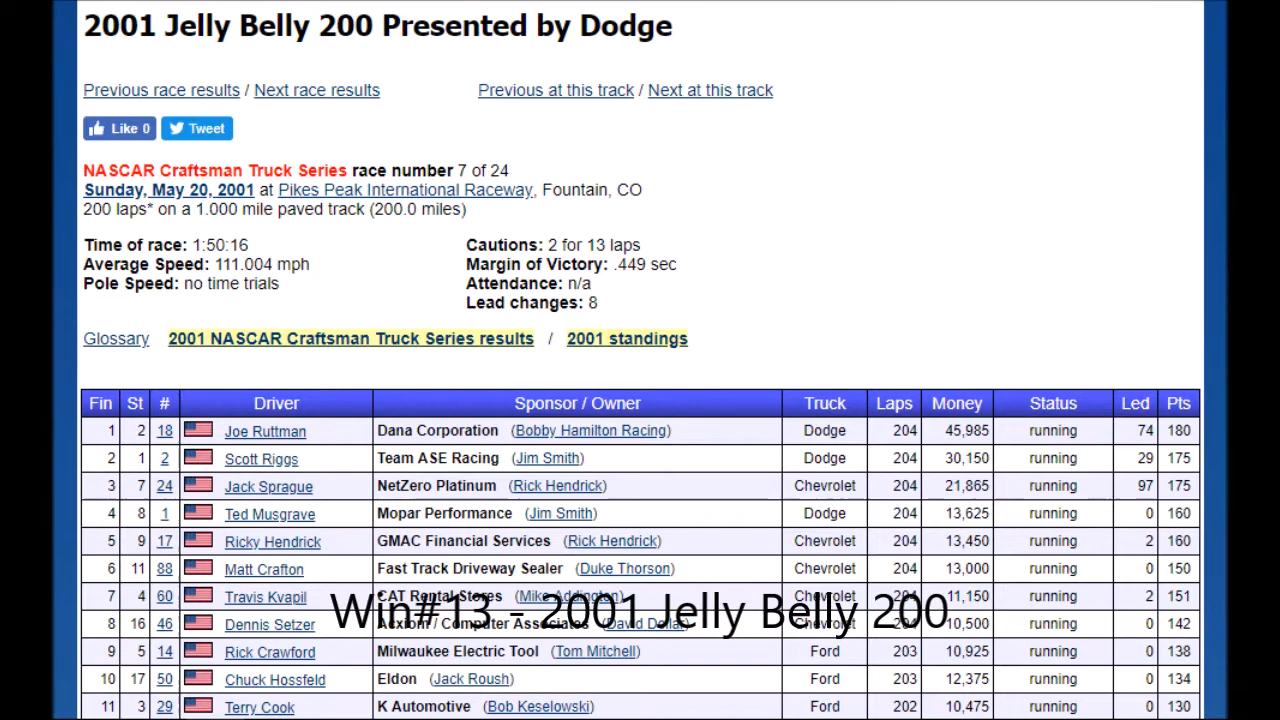 2001 Jelly Belly 200 Presented by Dodge
Previous race results / Next race results Previous at this track / Next at this track
Like 0 Tweet
NASCAR Craftsman Truck Series race number 7 of 24
Sunday, May 20, 2001 at Pikes Peak International Raceway, Fountain, CO
200 laps* on a 1.000 mile paved track (200.0 miles)
Time of race: 1:50:16 Cautions: 2 for 13 laps
Average Speed: 111.004 mph Margin of Victory: .449 sec
Pole Speed: no time trials Attendance: n/a
Lead changes: 8
Glossary 2001 NASCAR Craftsman Truck Series results / 2001 standings
Fin St # Driver Sponsor / Owner Truck Laps Money Status Led Pts
1 2 18 Joe Ruttman Dana Corporation (Bobby Hamilton Racing) Dodge 204 45,985 running 74 180
2 1 2 Scott Riggs Team ASE Racing (Jim Smith) Dodge 204 30,150 running 29 175
3 7 24 Jack Sprague NetZero Platinum (Rick Hendrick) Chevrolet 204 21,865 running 97 175
4 8 1 Ted Musgrave Mopar Performance (Jim Smith) Dodge 204 13,625 running 0 160
5 9 17 Ricky Hendrick GMAC Financial Services (Rick Hendrick) Chevrolet 204 13,450 running 2 160
6 11 88 Matt Crafton Fast Track Driveway Sealer (Duke Thorson) Chevrolet 204 13,000 running 0 150
7 4 60 Travis Kvapil CAT Rental Stores (Mike Addington) Chevrolet 204 11,150 running 2 151
Win#13 - 2001 Jelly Belly 200
8 16 46 Dennis Setzer Acxiom / Computer Associates (David Dollar) Chevrolet 204 10,500 running 0 142
9 5 14 Rick Crawford Milwaukee Electric Tool (Tom Mitchell) Ford 203 10,925 running 0 138
10 17 50 Chuck Hossfeld Eldon (Jack Roush) Ford 203 12,375 running 0 134
11 3 29 Terry Cook K Automotive (Bob Keselowski) Ford 202 10,475 running 0 130